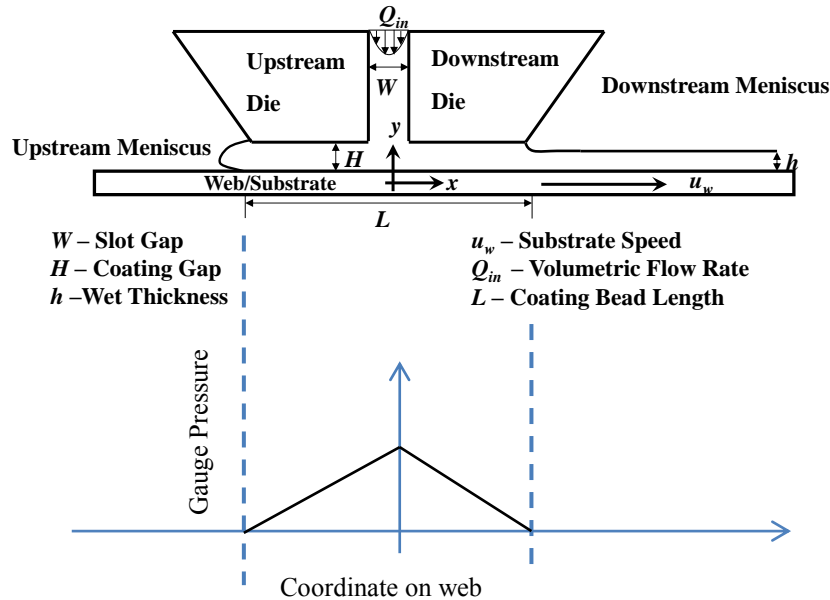 Q_in
Upstream
Die
W
Downstream
Die
Downstream Meniscus
Upstream Meniscus
H
y
h
Web/Substrate
x
u_w
L
W – Slot Gap
H – Coating Gap
h –Wet Thickness
u_w – Substrate Speed
Q_in – Volumetric Flow Rate
L – Coating Bead Length
Gauge Pressure
Coordinate on web